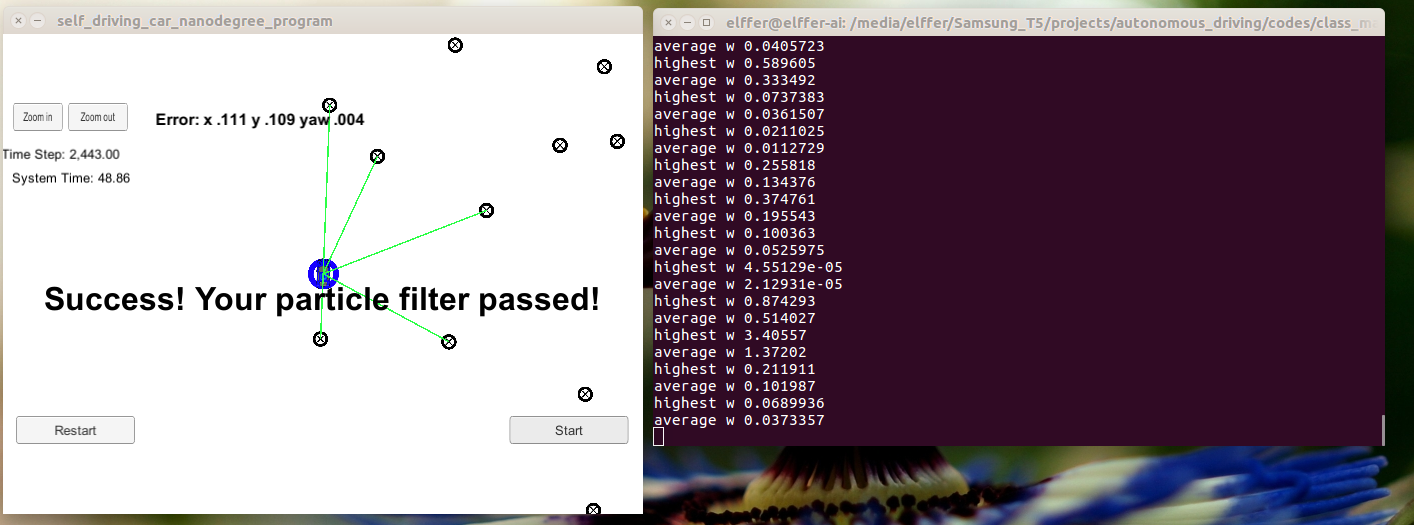 self_driving_car_nanodegree_program
Zoom in
Zoom out
Error: x .111 y .109 yaw .004
Time Step: 2,443.00
System Time: 48.86
Success! Your particle filter passed!
Restart
Start
elffer@elffer-ai: /media/elffer/Samsung_T5/projects/autonomous_driving/codes/class_m
average w 0.0405723
highest w 0.589605
average w 0.333492
highest w 0.0737383
average w 0.0361507
highest w 0.0211025
average w 0.0112729
highest w 0.255818
average w 0.134376
highest w 0.374761
average w 0.195543
highest w 0.100363
average w 0.0525975
highest w 4.55129e-05
average w 2.12931e-05
highest w 0.874293
average w 0.514027
highest w 3.40557
average w 1.37202
highest w 0.211911
average w 0.101987
highest w 0.0689936
average w 0.0373357